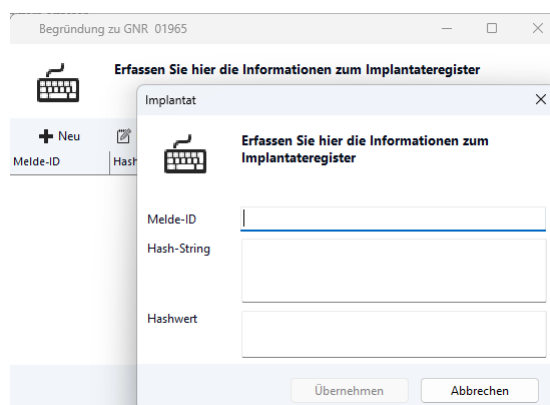 Begründung zu GNR 01965
Erfassen Sie hier die Informationen zum Implantateregister
Implantat
Neu
Melde-ID
Hash
Erfassen Sie hier die Informationen zum
Implantateregister
Melde-ID
Hash-String
Hashwert
Übernehmen
Abbrechen